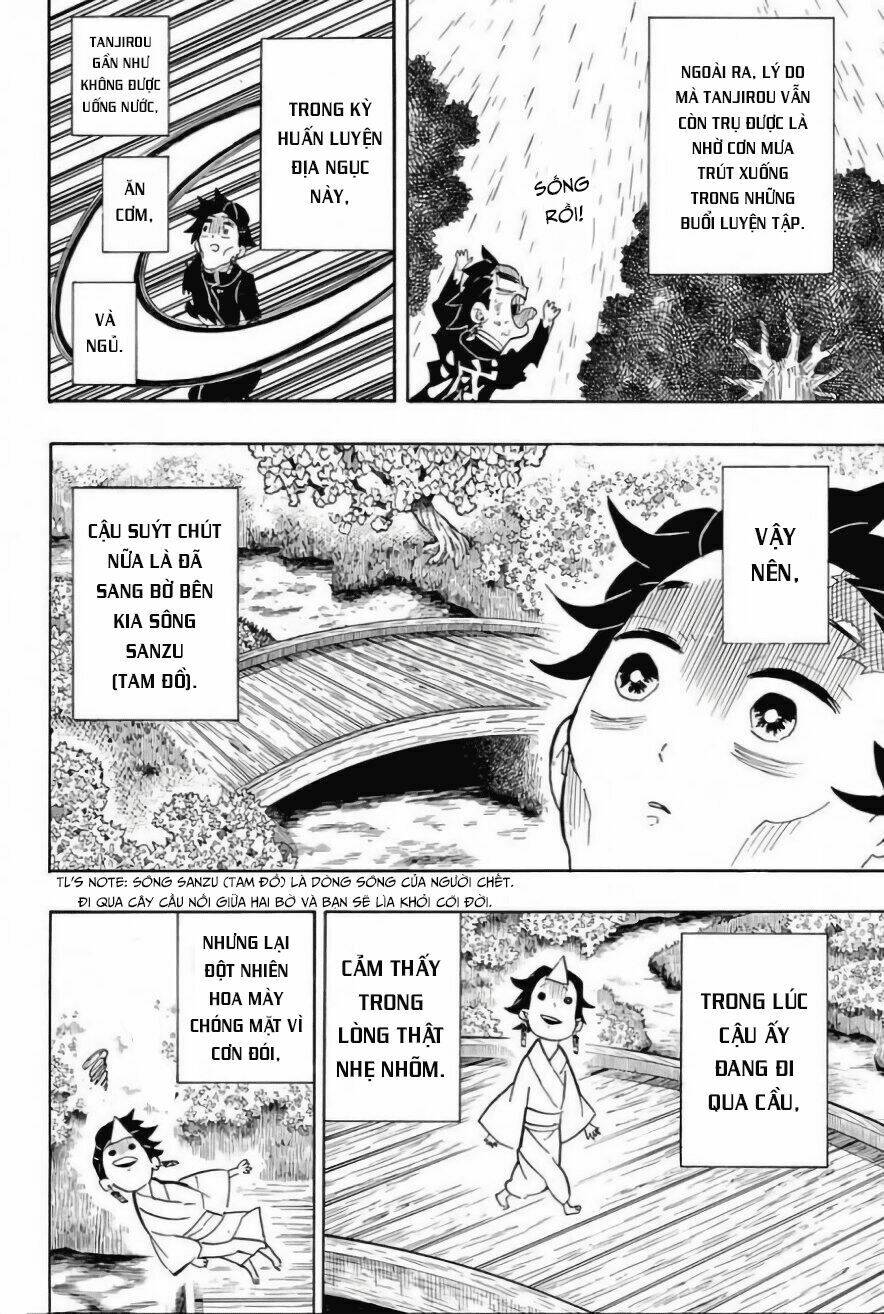 NGOÀI RA, LÝ DO
MÀ TANJIROU VẪN
CÒN TRỤ ĐƯỢC LÀ
NHỜ CƠN MƯA
TRÚT XUỐNG
TRONG NHỮNG
BUỔI LUYỆN TẬP.
SỐNG
RỒI!
TRONG KỲ
HUẤN LUYỆN
ĐỊA NGỤC
NÀY,
TANJIROU
GẦN NHƯ
KHÔNG ĐƯỢC
UỐNG NƯỚC,
ĂN
CƠM,
VÀ
NGỦ.
VẬY
NÊN,
CẬU SUÝT CHÚT
NỮA LÀ ĐÃ
SANG BỜ BÊN
KIA SÔNG
SANZU
(TAM ĐỒ).
TL'S NOTE: SÔNG SANZU (TAM ĐỒ) LÀ DÒNG SÔNG CỦA NGƯỜI CHẾT.
ĐI QUA CÂY CẦU NỐI GIỮA HAI BỜ VÀ BẠN SẼ LÌA KHỎI CÕI ĐỜI.
TRONG LÚC
CẬU ẤY
ĐANG ĐI
QUA CẦU,
CẢM THẤY
TRONG
LÒNG THẬT
NHẸ NHÕM.
NHƯNG LẠI
ĐỘT NHIÊN
HOA MÀY
CHÓNG MẶT VÌ
CƠN ĐÓI,